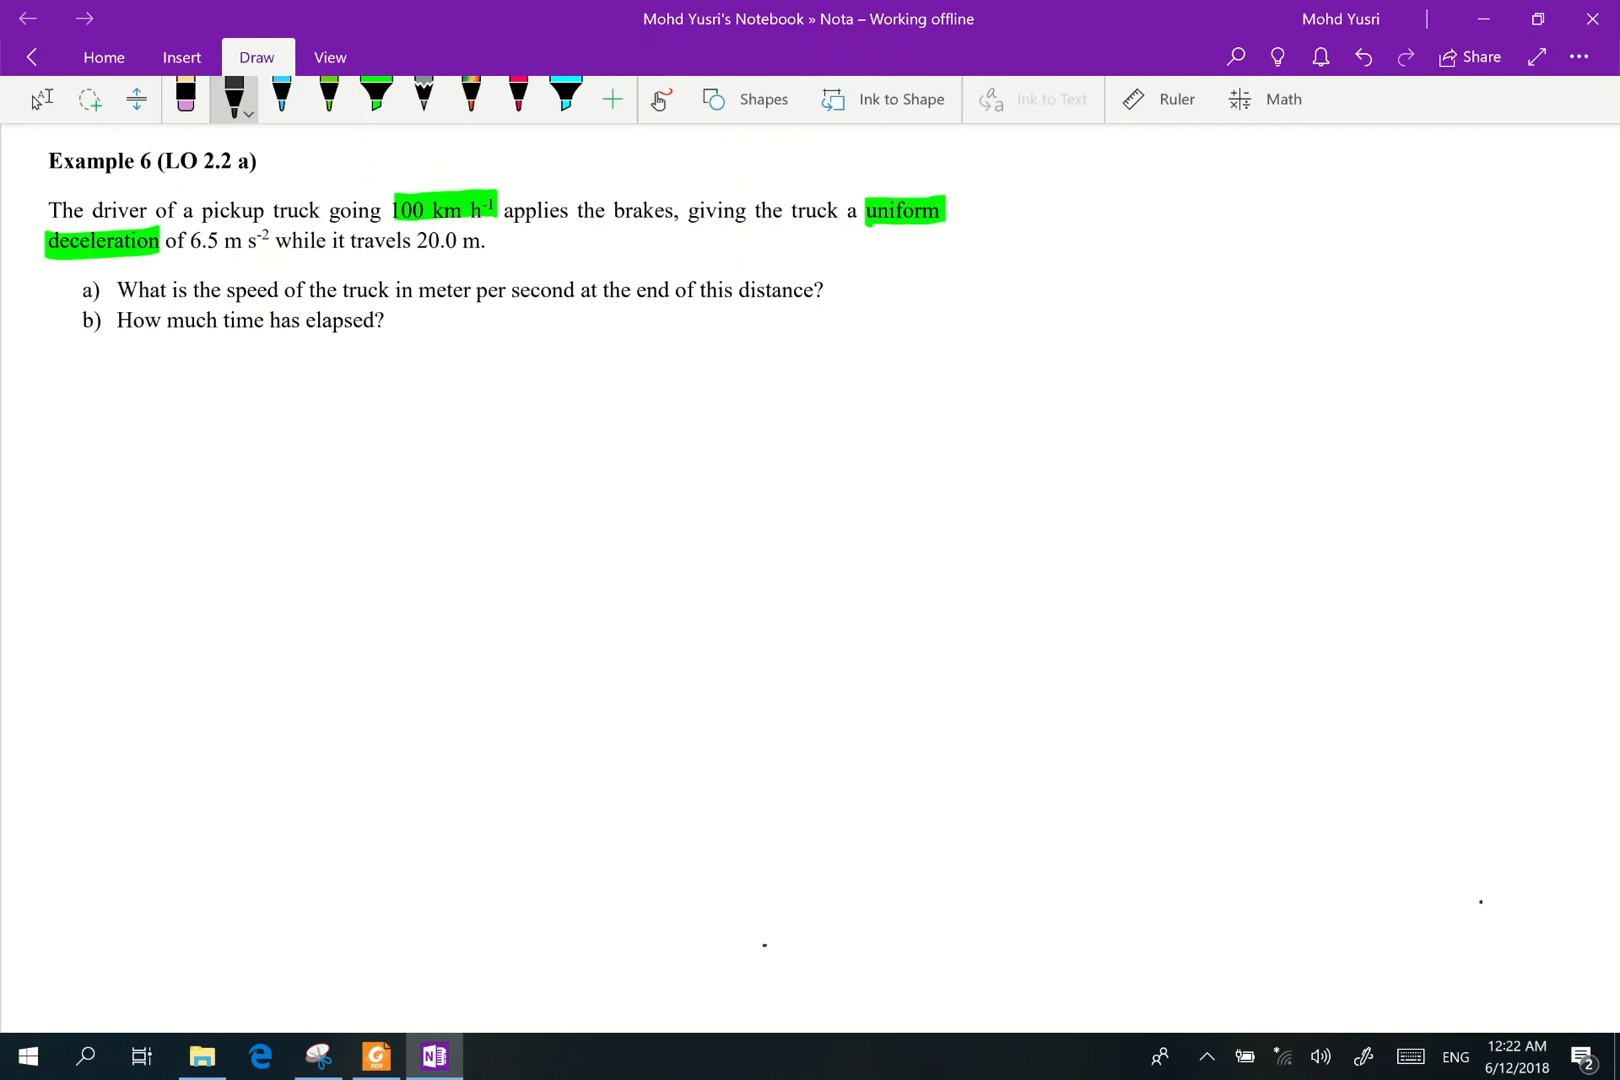 Mohd Yusri's Notebook » Nota – Working offline
Mohd Yusri
Home Insert Draw View
Share
Shapes Ink to Shape Ink to Text Ruler Math
Example 6 (LO 2.2 a)
The driver of a pickup truck going 100 km h⁻¹ applies the brakes, giving the truck a uniform
deceleration of 6.5 m s⁻² while it travels 20.0 m.
a) What is the speed of the truck in meter per second at the end of this distance?
b) How much time has elapsed?
ENG
12:22 AM
6/12/2018
2